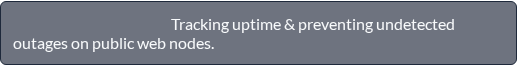 Tracking uptime & preventing undetected
outages on public web nodes.